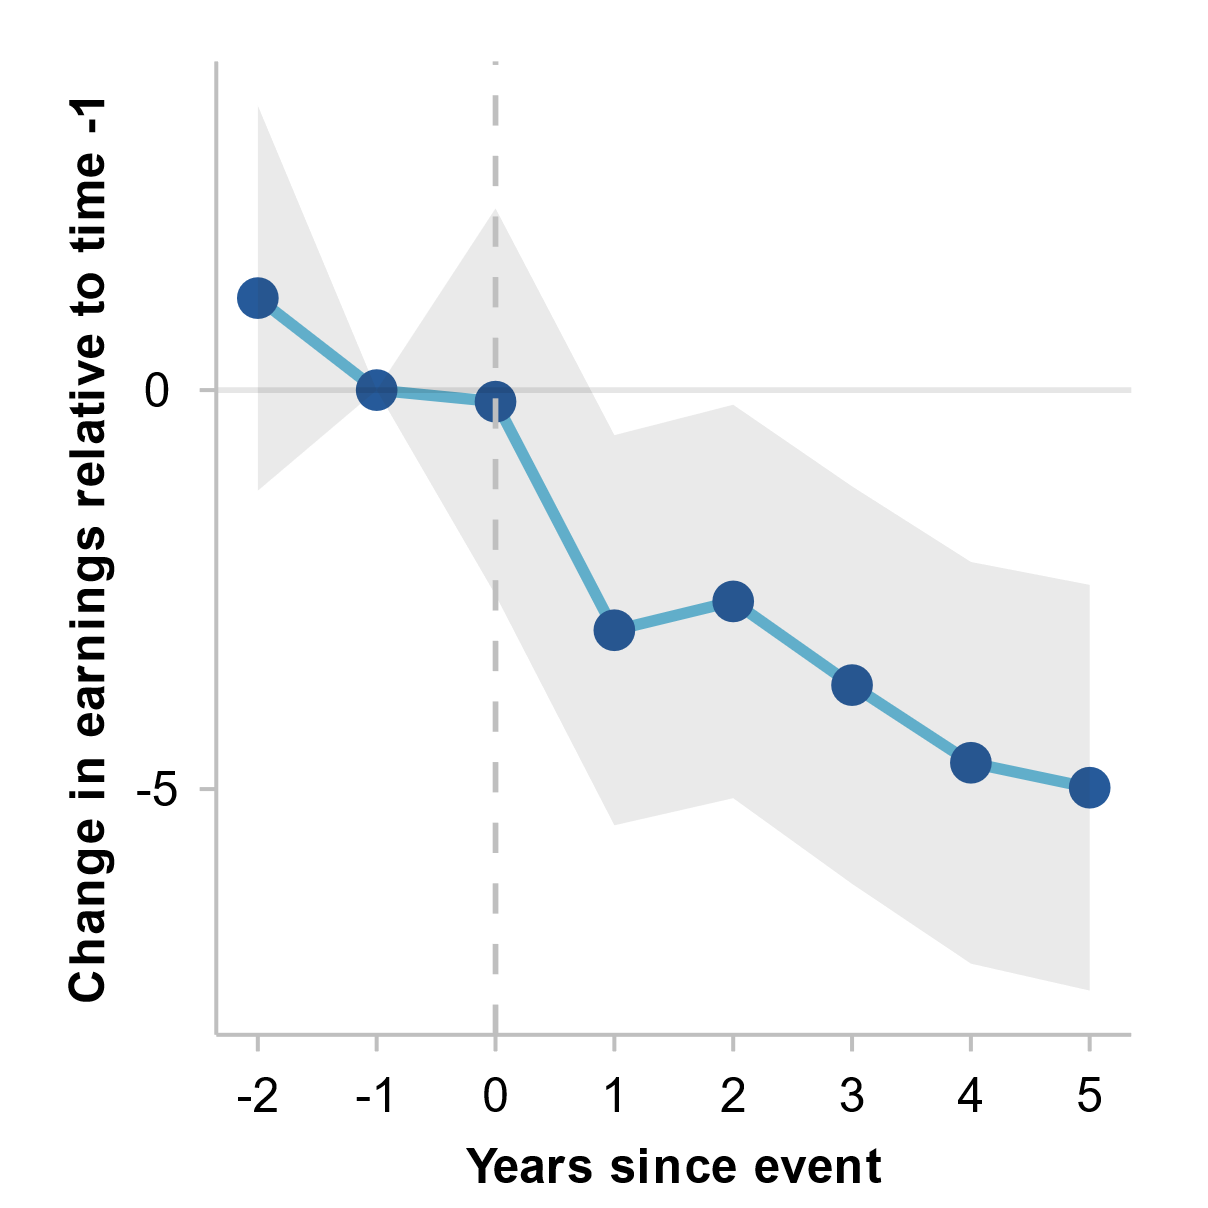 Change in earnings relative to time -1
0
-5
-2 -1 0 1 2 3 4 5
Years since event